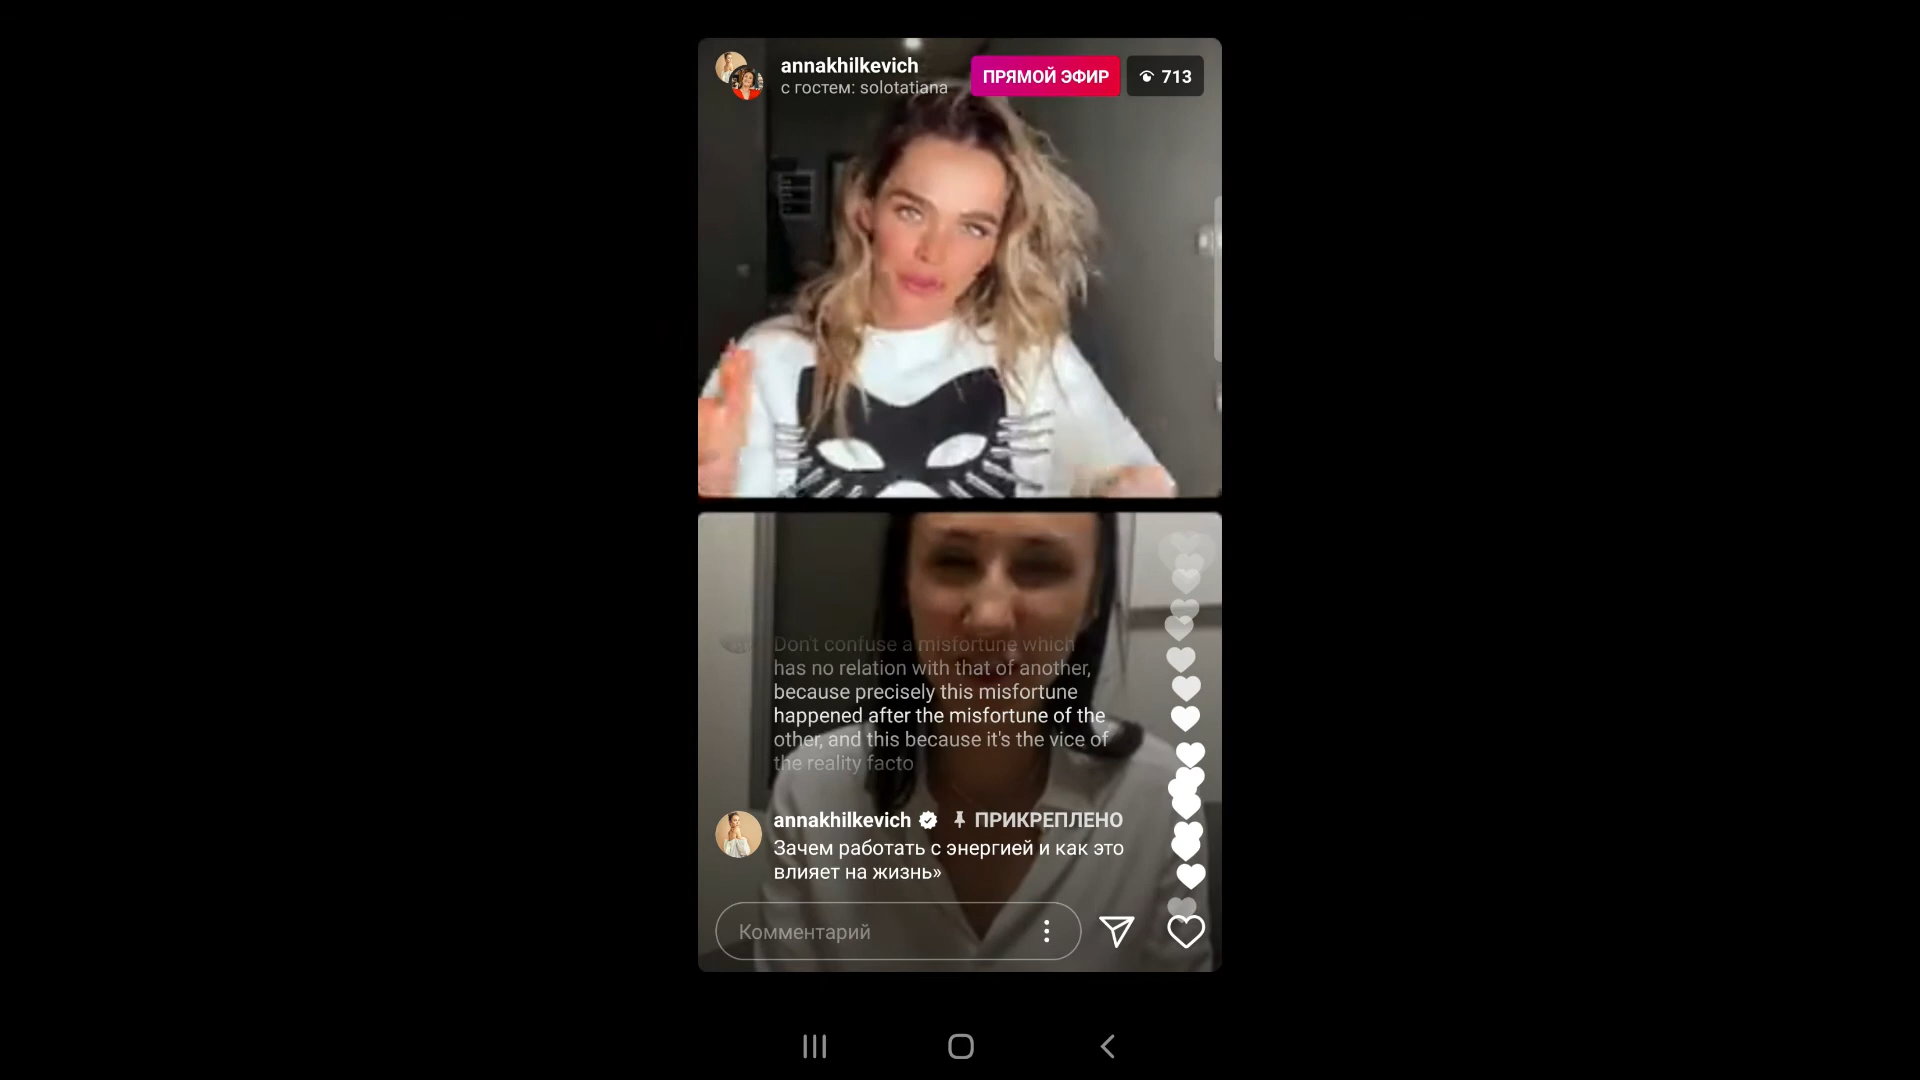 annakhilkevich
с гостем: solotatiana
ПРЯМОЙ ЭФИР
713
Don't confuse a misfortune which
has no relation with that of another,
because precisely this misfortune
happened after the misfortune of the
other, and this because it's the vice of
the reality facto
annakhilkevich ПРИКРЕПЛЕНО
Зачем работать с энергией и как это
влияет на жизнь»
Комментарий